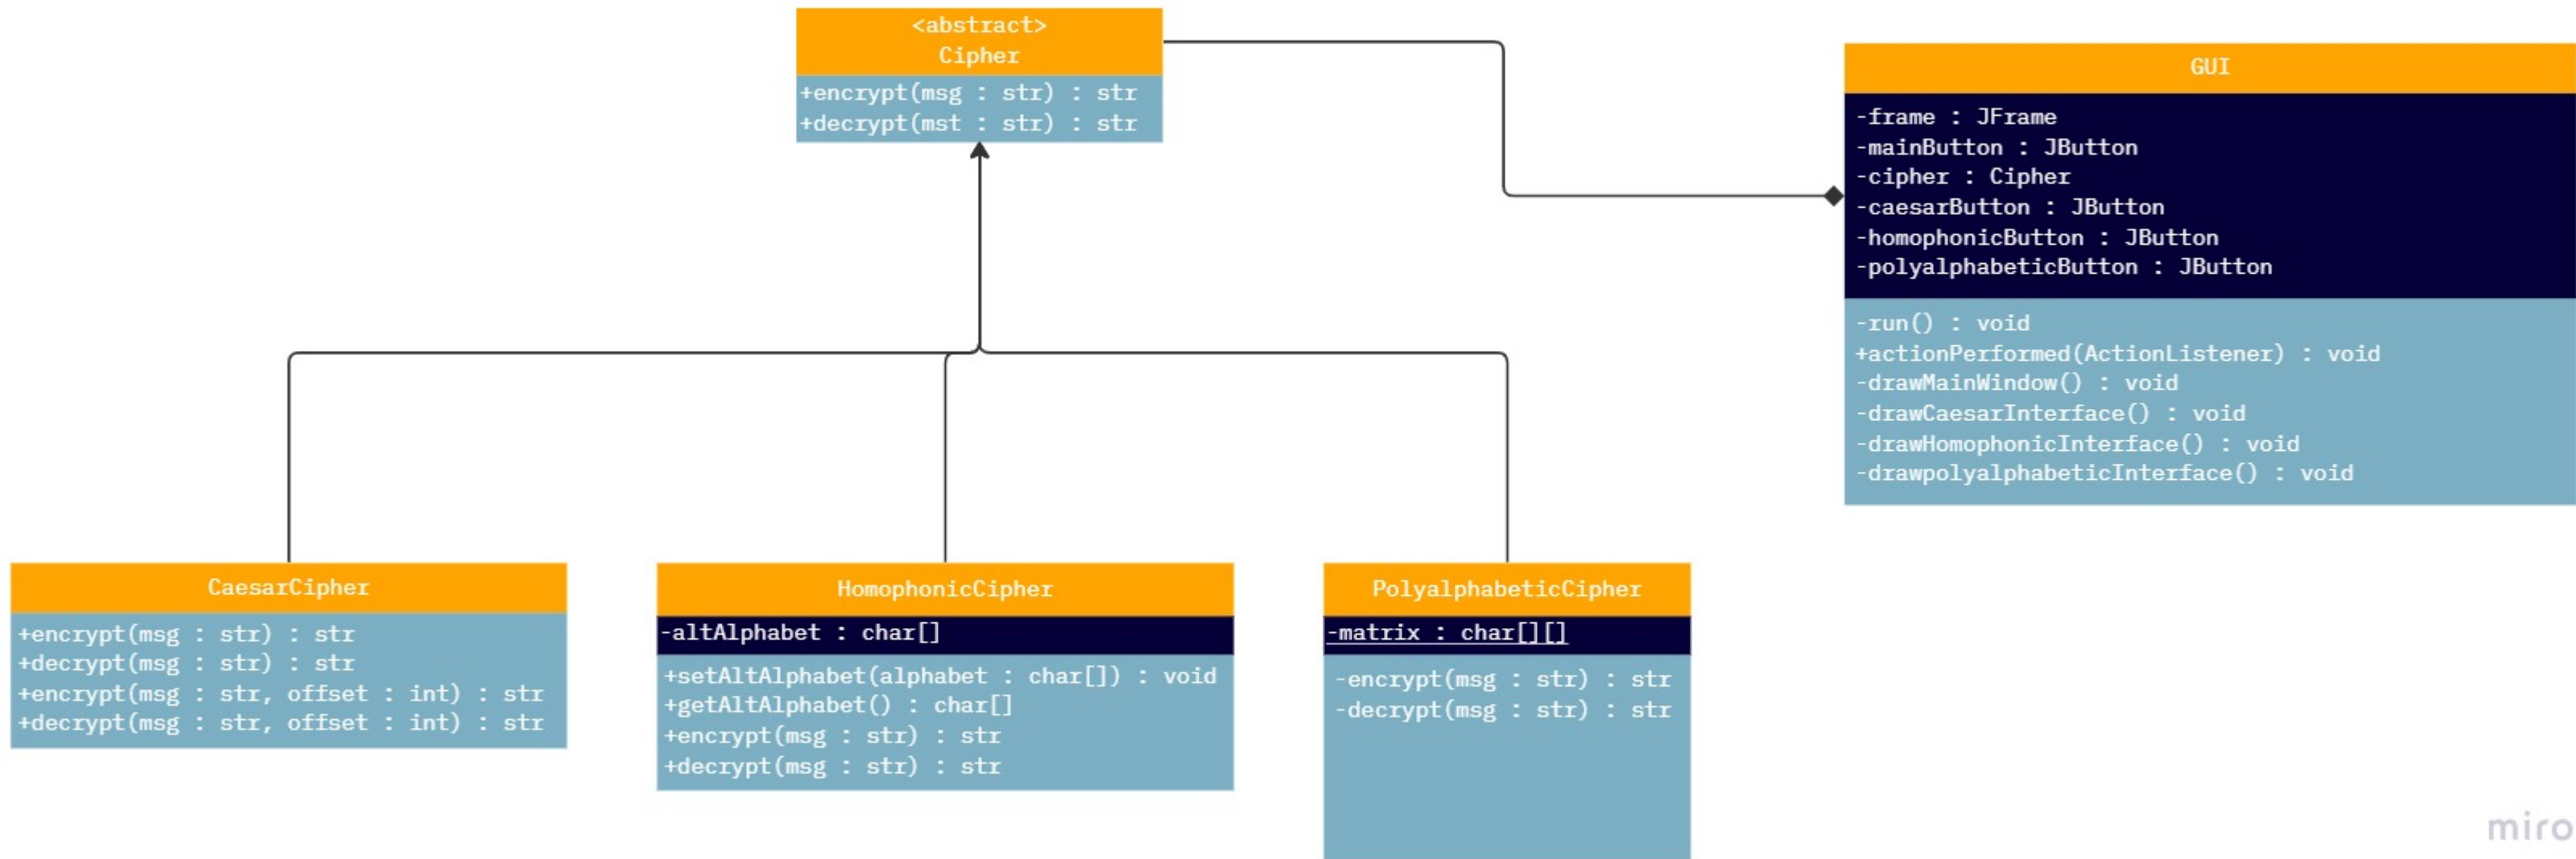 <abstract>
Cipher
+encrypt(msg : str) : str
+decrypt(mst : str) : str
GUI
-frame : JFrame
-mainButton : JButton
-cipher : Cipher
-caesarButton : JButton
-homophonicButton : JButton
-polyalphabeticButton : JButton
-run() : void
+actionPerformed(ActionListener) : void
-drawMainWindow() : void
-drawCaesarInterface() : void
-drawHomophonicInterface() : void
-drawpolyalphabeticInterface() : void
CaesarCipher
+encrypt(msg : str) : str
+decrypt(msg : str) : str
+encrypt(msg : str, offset : int) : str
+decrypt(msg : str, offset : int) : str
HomophonicCipher
-altAlphabet : char[]
+setAltAlphabet(alphabet : char[]) : void
+getAltAlphabet() : char[]
+encrypt(msg : str) : str
+decrypt(msg : str) : str
PolyalphabeticCipher
-matrix : char[][]
-encrypt(msg : str) : str
-decrypt(msg : str) : str
miro